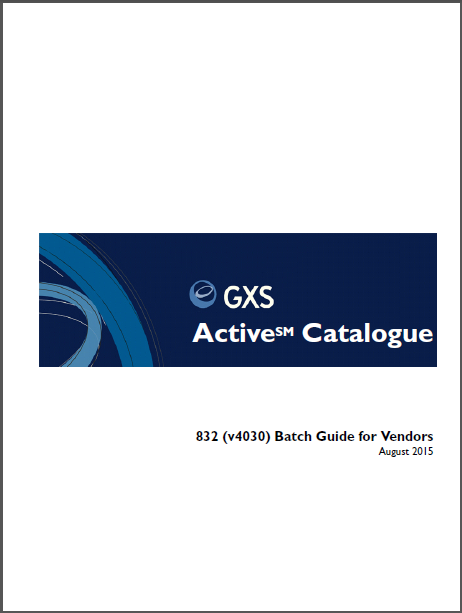 GXS
Active℠ Catalogue
832 (v4030) Batch Guide for Vendors
August 2015